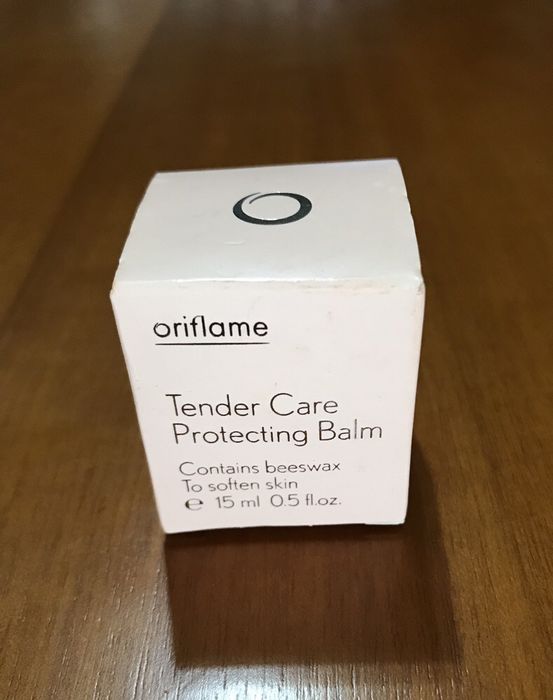 oriflame
Tender Care
Protecting Balm
Contains beeswax
To soften skin
℮ 15 ml 0.5 fl.oz.